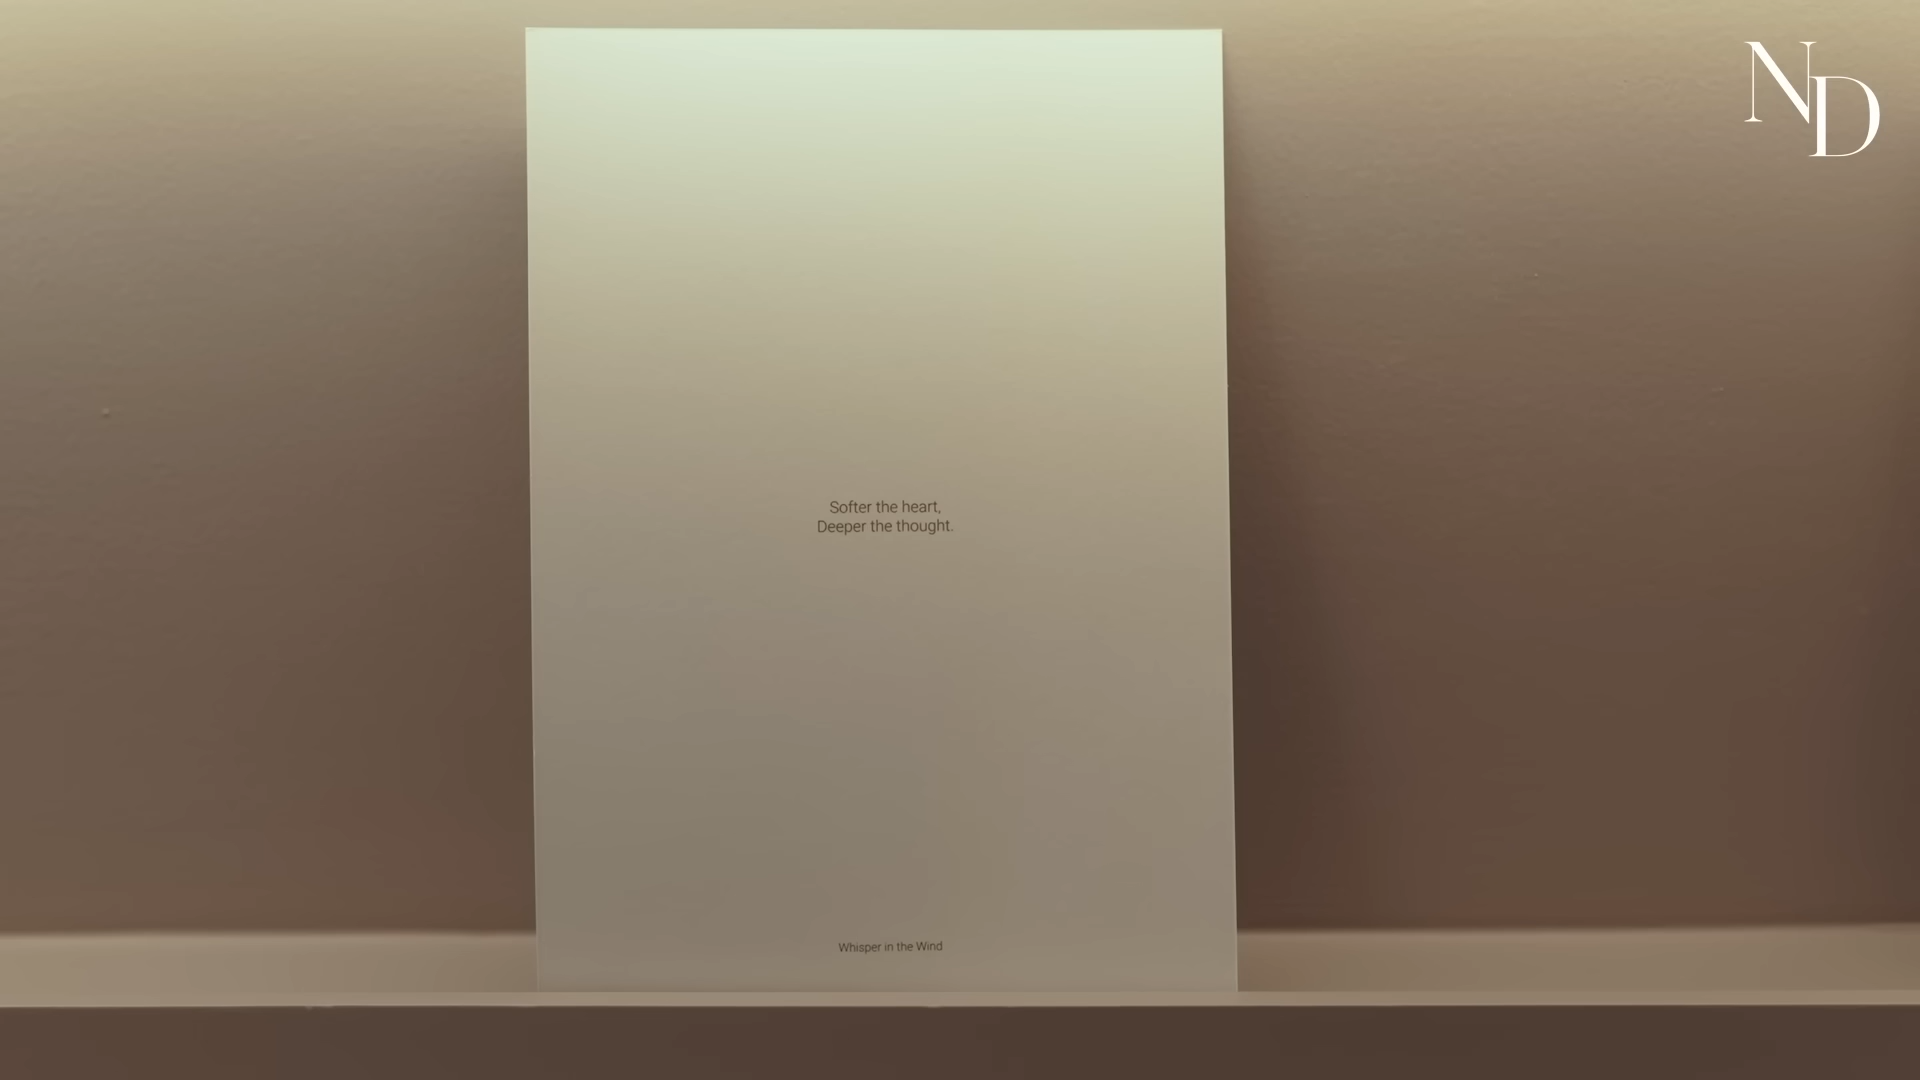 ND
Softer the heart,
Deeper the thought.
Whisper in the Wind